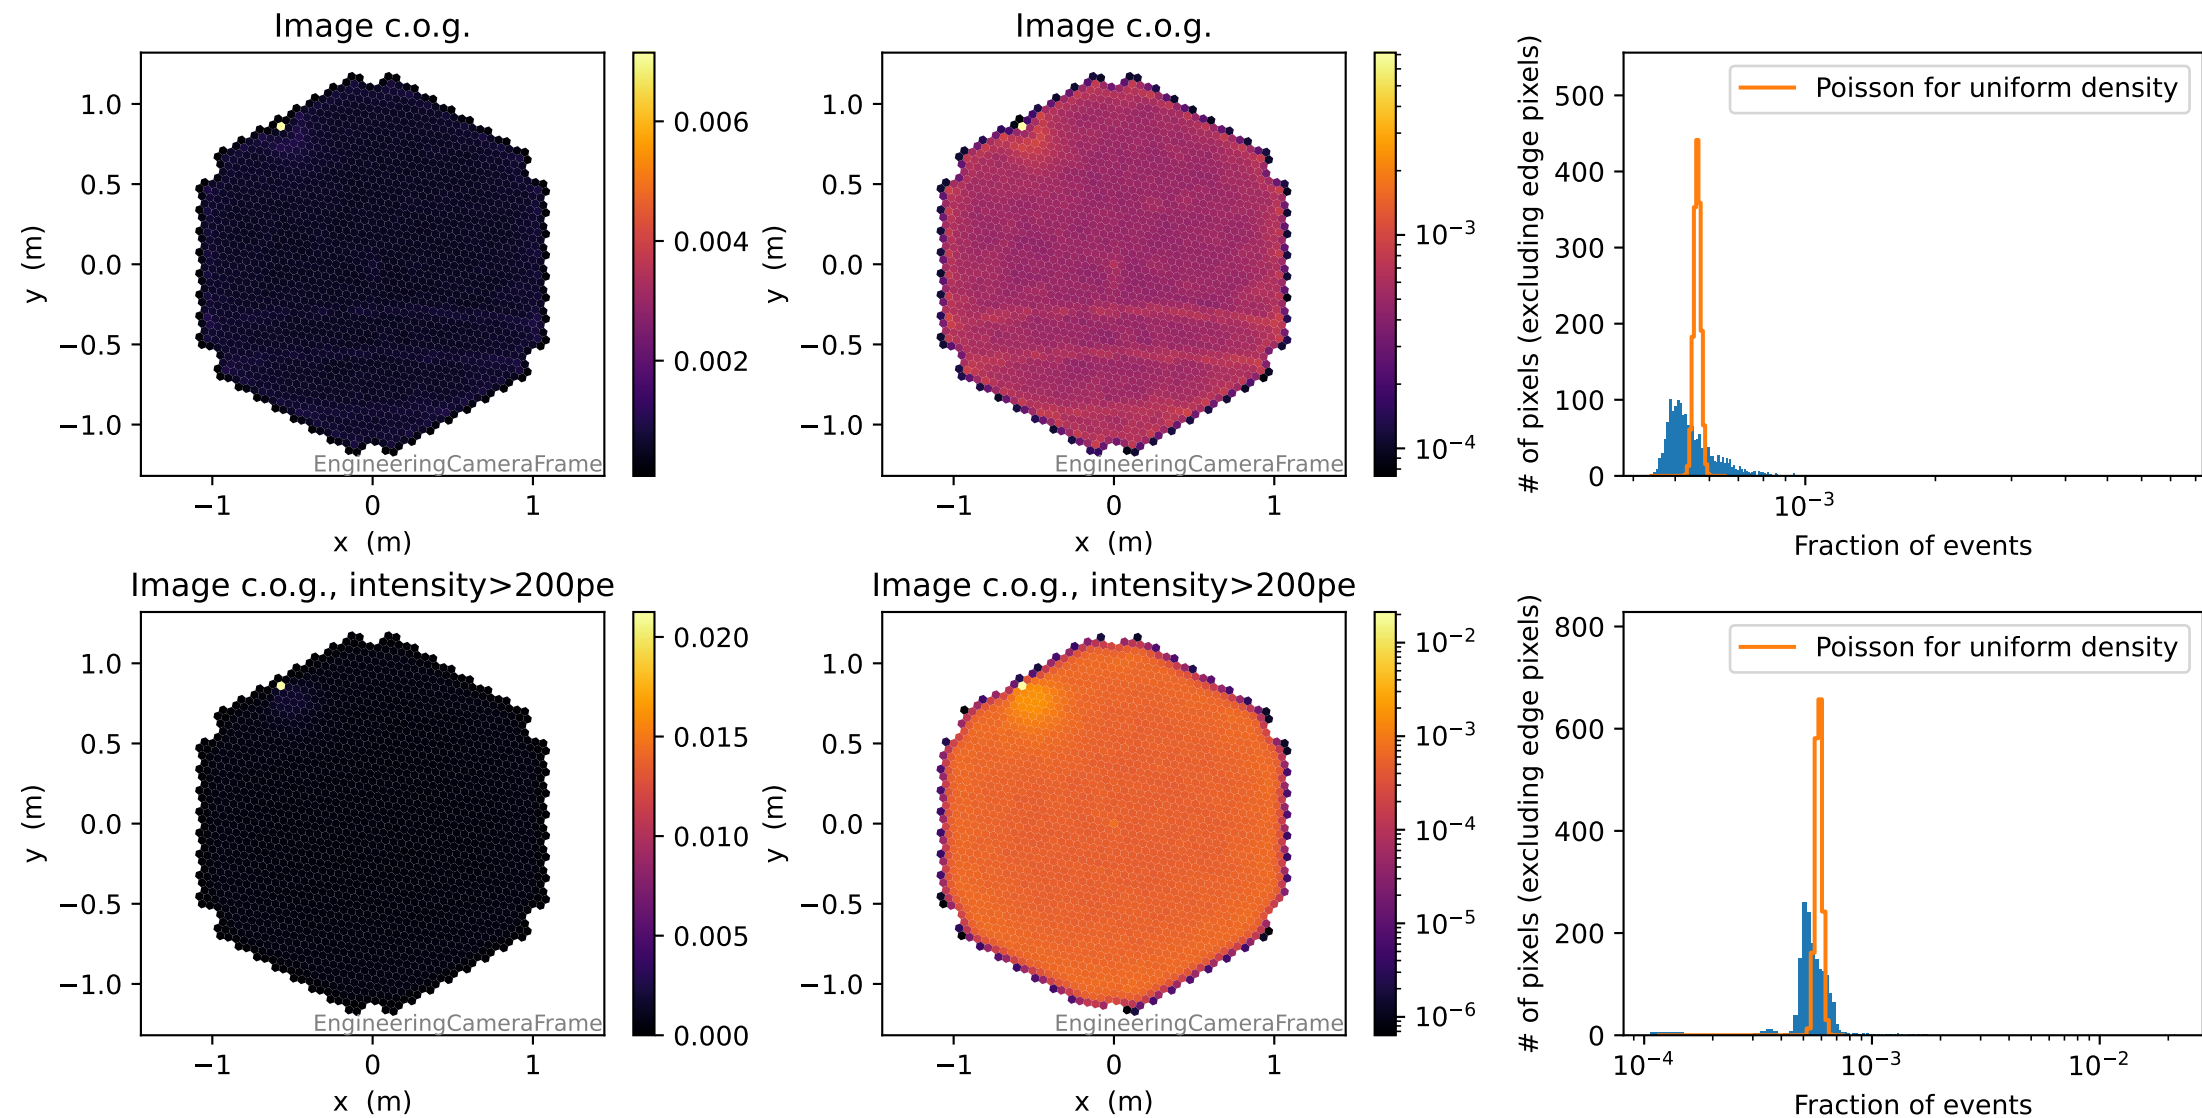 Image c.o.g.
1.0
0.5
0.0
−0.5
−1.0
y (m)
−1 0 1
x (m)
EngineeringCameraFrame
0.006
0.004
0.002
Image c.o.g.
1.0
0.5
0.0
−0.5
−1.0
y (m)
−1 0 1
x (m)
EngineeringCameraFrame
10⁻³
10⁻⁴
# of pixels (excluding edge pixels)
500
400
300
200
100
0
Poisson for uniform density
10⁻³
Fraction of events
Image c.o.g., intensity>200pe
1.0
0.5
0.0
−0.5
−1.0
y (m)
−1 0 1
x (m)
EngineeringCameraFrame
0.020
0.015
0.010
0.005
0.000
Image c.o.g., intensity>200pe
1.0
0.5
0.0
−0.5
−1.0
y (m)
−1 0 1
x (m)
EngineeringCameraFrame
10⁻²
10⁻³
10⁻⁴
10⁻⁵
10⁻⁶
# of pixels (excluding edge pixels)
800
600
400
200
0
Poisson for uniform density
10⁻⁴ 10⁻³ 10⁻²
Fraction of events